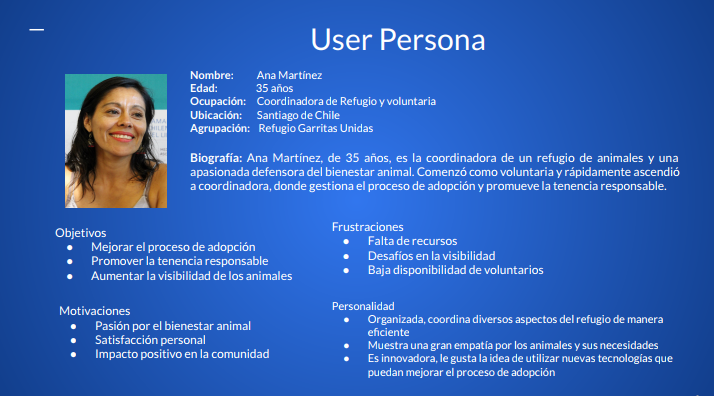 User Persona
Nombre: Ana Martínez
Edad: 35 años
Ocupación: Coordinadora de Refugio y voluntaria
Ubicación: Santiago de Chile
Agrupación: Refugio Garritas Unidas
Biografía: Ana Martínez, de 35 años, es la coordinadora de un refugio de animales y una
apasionada defensora del bienestar animal. Comenzó como voluntaria y rápidamente ascendió
a coordinadora, donde gestiona el proceso de adopción y promueve la tenencia responsable.
Objetivos
● Mejorar el proceso de adopción
● Promover la tenencia responsable
● Aumentar la visibilidad de los animales
Frustraciones
● Falta de recursos
● Desafíos en la visibilidad
● Baja disponibilidad de voluntarios
Motivaciones
● Pasión por el bienestar animal
● Satisfacción personal
● Impacto positivo en la comunidad
Personalidad
● Organizada, coordina diversos aspectos del refugio de manera
eficiente
● Muestra una gran empatía por los animales y sus necesidades
● Es innovadora, le gusta la idea de utilizar nuevas tecnologías que
puedan mejorar el proceso de adopción